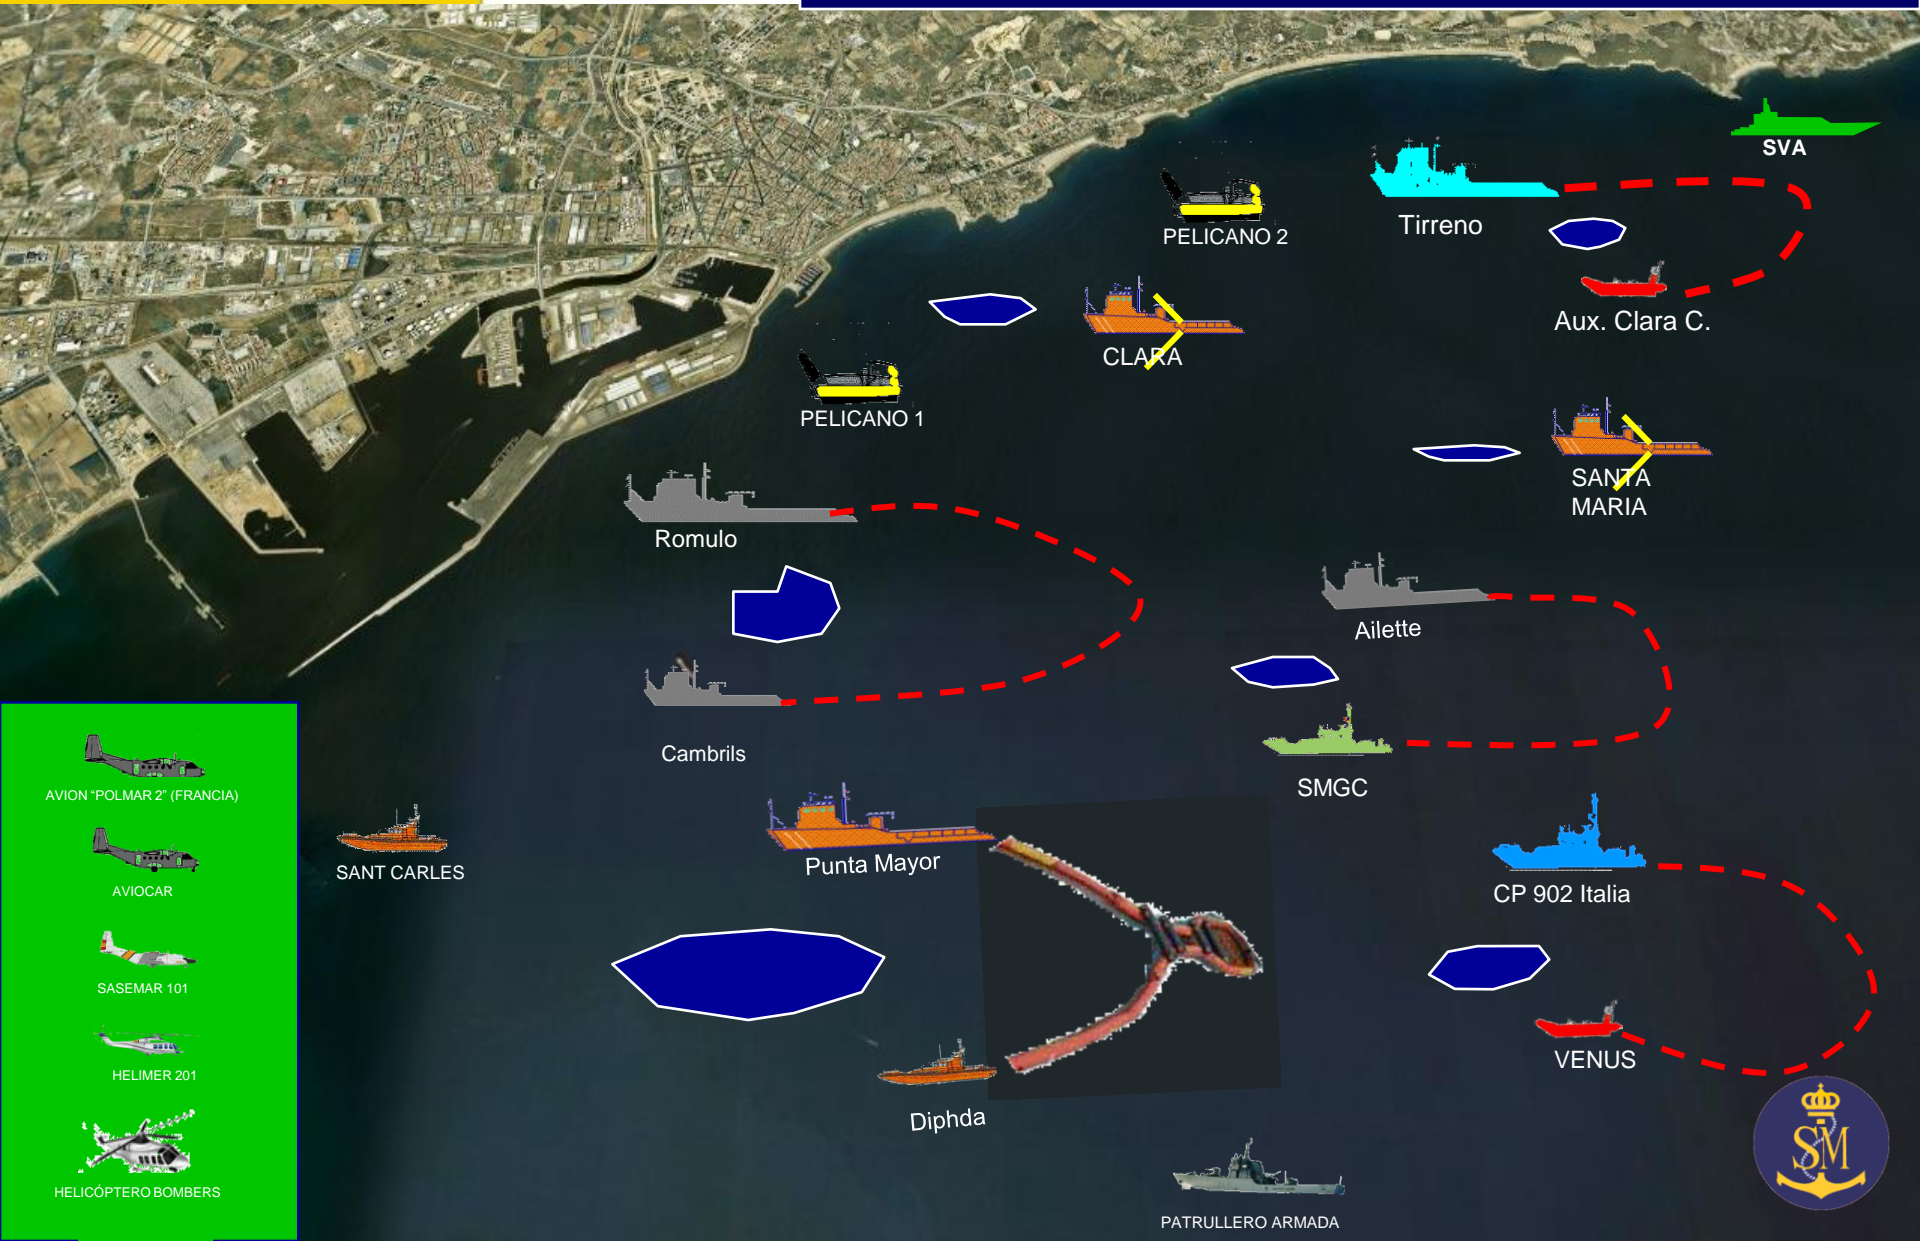 SVA
Tirreno
PELICANO 2
Aux. Clara C.
CLARA
PELICANO 1
SANTA
MARIA
Romulo
Ailette
Cambrils
SMGC
AVION “POLMAR 2” (FRANCIA)
AVIOCAR
SASEMAR 101
HELIMER 201
HELICÓPTERO BOMBERS
SANT CARLES
Punta Mayor
CP 902 Italia
VENUS
Diphda
PATRULLERO ARMADA
SM